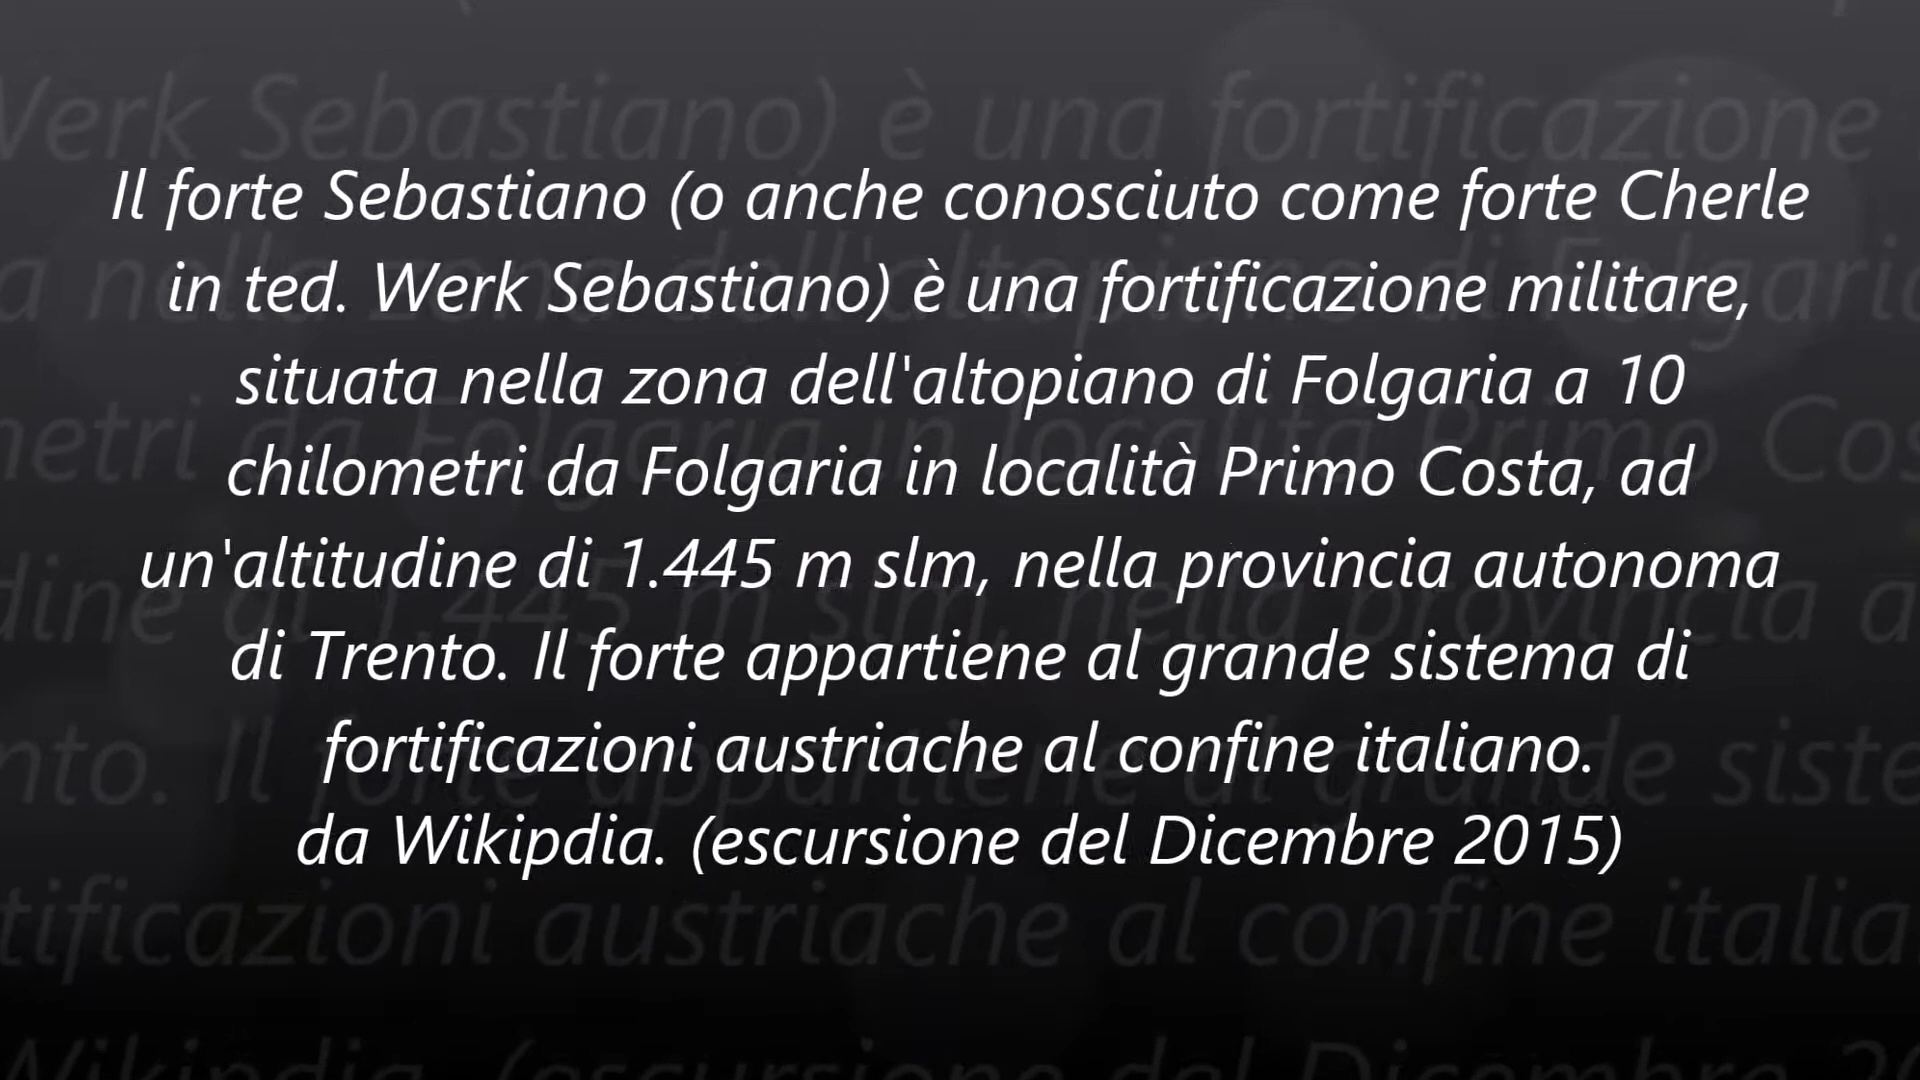 Il forte Sebastiano (o anche conosciuto come forte Cherle
in ted. Werk Sebastiano) è una fortificazione militare,
situata nella zona dell'altopiano di Folgaria a 10
chilometri da Folgaria in località Primo Costa, ad
un'altitudine di 1.445 m slm, nella provincia autonoma
di Trento. Il forte appartiene al grande sistema di
fortificazioni austriache al confine italiano.
da Wikipdia. (escursione del Dicembre 2015)